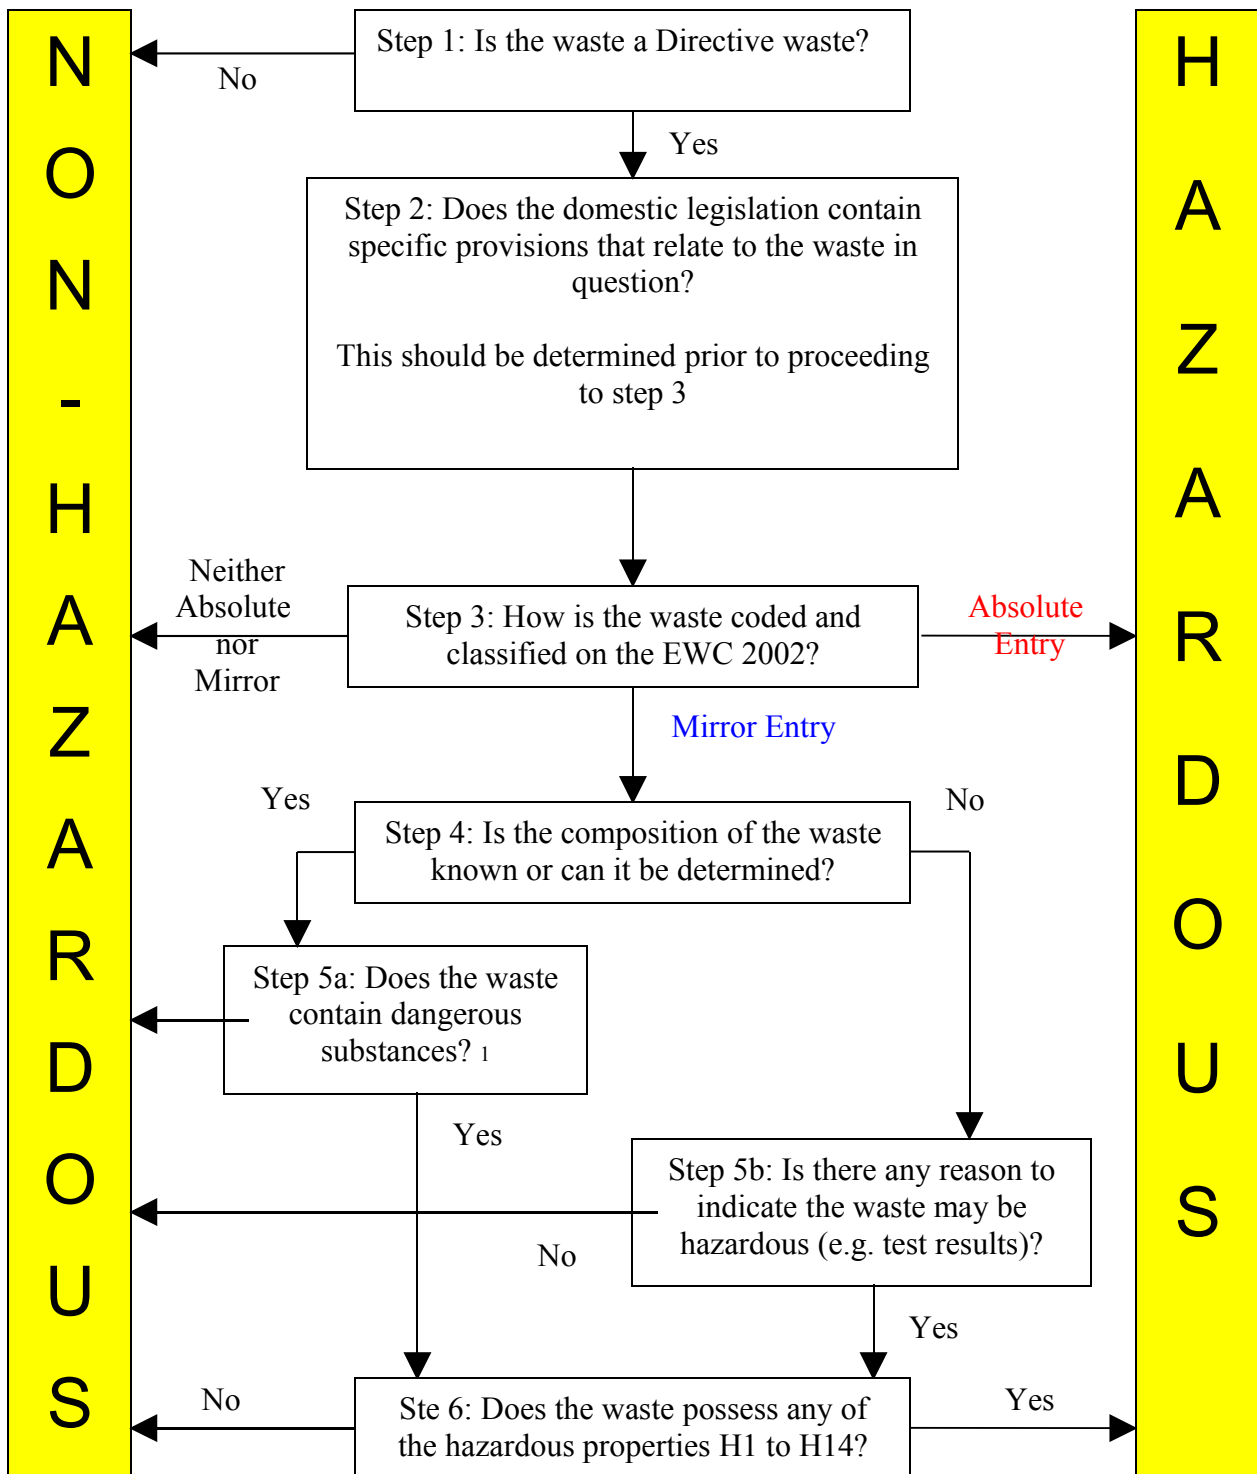 NON-HAZARDOUS
HAZARDOUS
Step 1: Is the waste a Directive waste?
No
Yes
Step 2: Does the domestic legislation contain
specific provisions that relate to the waste in
question?
This should be determined prior to proceeding
to step 3
Neither
Absolute
nor
Mirror
Step 3: How is the waste coded and
classified on the EWC 2002?
Absolute
Entry
Mirror Entry
Yes
No
Step 4: Is the composition of the waste
known or can it be determined?
Step 5a: Does the waste
contain dangerous
substances? 1
Yes
Step 5b: Is there any reason to
indicate the waste may be
hazardous (e.g. test results)?
No
Yes
No
Ste 6: Does the waste possess any of
the hazardous properties H1 to H14?
Yes